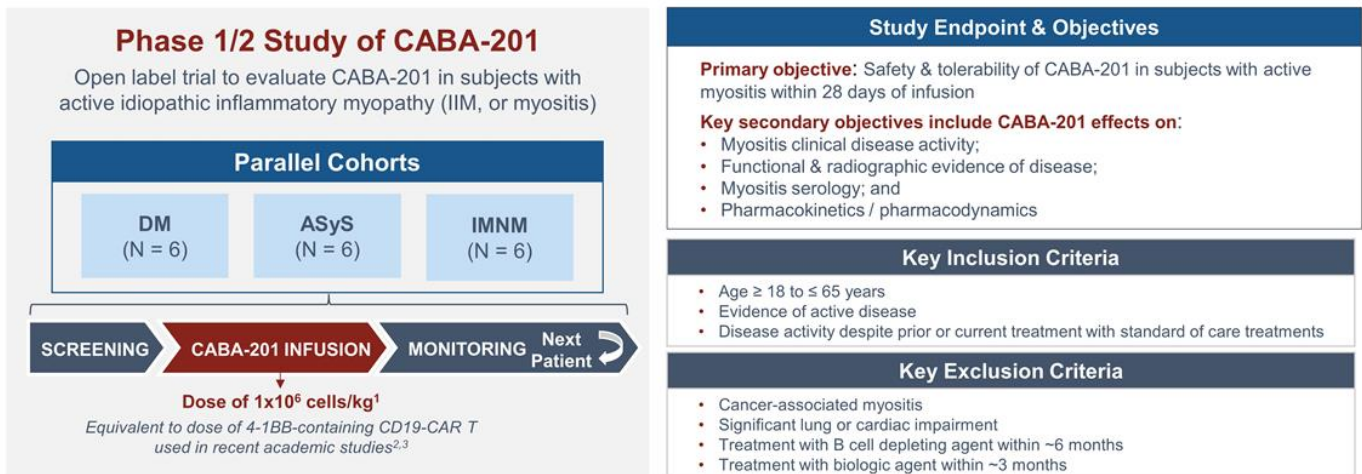 Phase 1/2 Study of CABA-201
Open label trial to evaluate CABA-201 in subjects with
active idiopathic inflammatory myopathy (IIM, or myositis)
Parallel Cohorts
DM
(N = 6)
ASyS
(N = 6)
IMNM
(N = 6)
SCREENING
CABA-201 INFUSION
MONITORING
Next
Patient
Dose of 1x10⁶ cells/kg¹
Equivalent to dose of 4-1BB-containing CD19-CAR T
used in recent academic studies²,³
Study Endpoint & Objectives
Primary objective: Safety & tolerability of CABA-201 in subjects with active
myositis within 28 days of infusion
Key secondary objectives include CABA-201 effects on:
• Myositis clinical disease activity;
• Functional & radiographic evidence of disease;
• Myositis serology; and
• Pharmacokinetics / pharmacodynamics
Key Inclusion Criteria
• Age ≥ 18 to ≤ 65 years
• Evidence of active disease
• Disease activity despite prior or current treatment with standard of care treatments
Key Exclusion Criteria
• Cancer-associated myositis
• Significant lung or cardiac impairment
• Treatment with B cell depleting agent within ~6 months
• Treatment with biologic agent within ~3 months